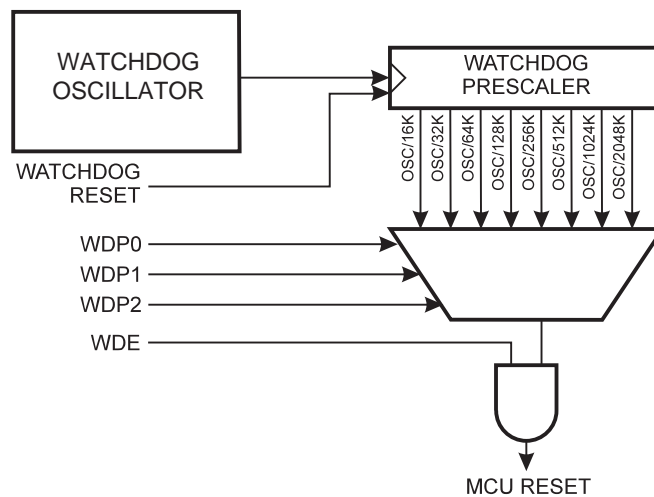 WATCHDOG
OSCILLATOR
WATCHDOG
PRESCALER
OSC/16K
OSC/32K
OSC/64K
OSC/128K
OSC/256K
OSC/512K
OSC/1024K
OSC/2048K
WATCHDOG
RESET
WDP0
WDP1
WDP2
WDE
MCU RESET